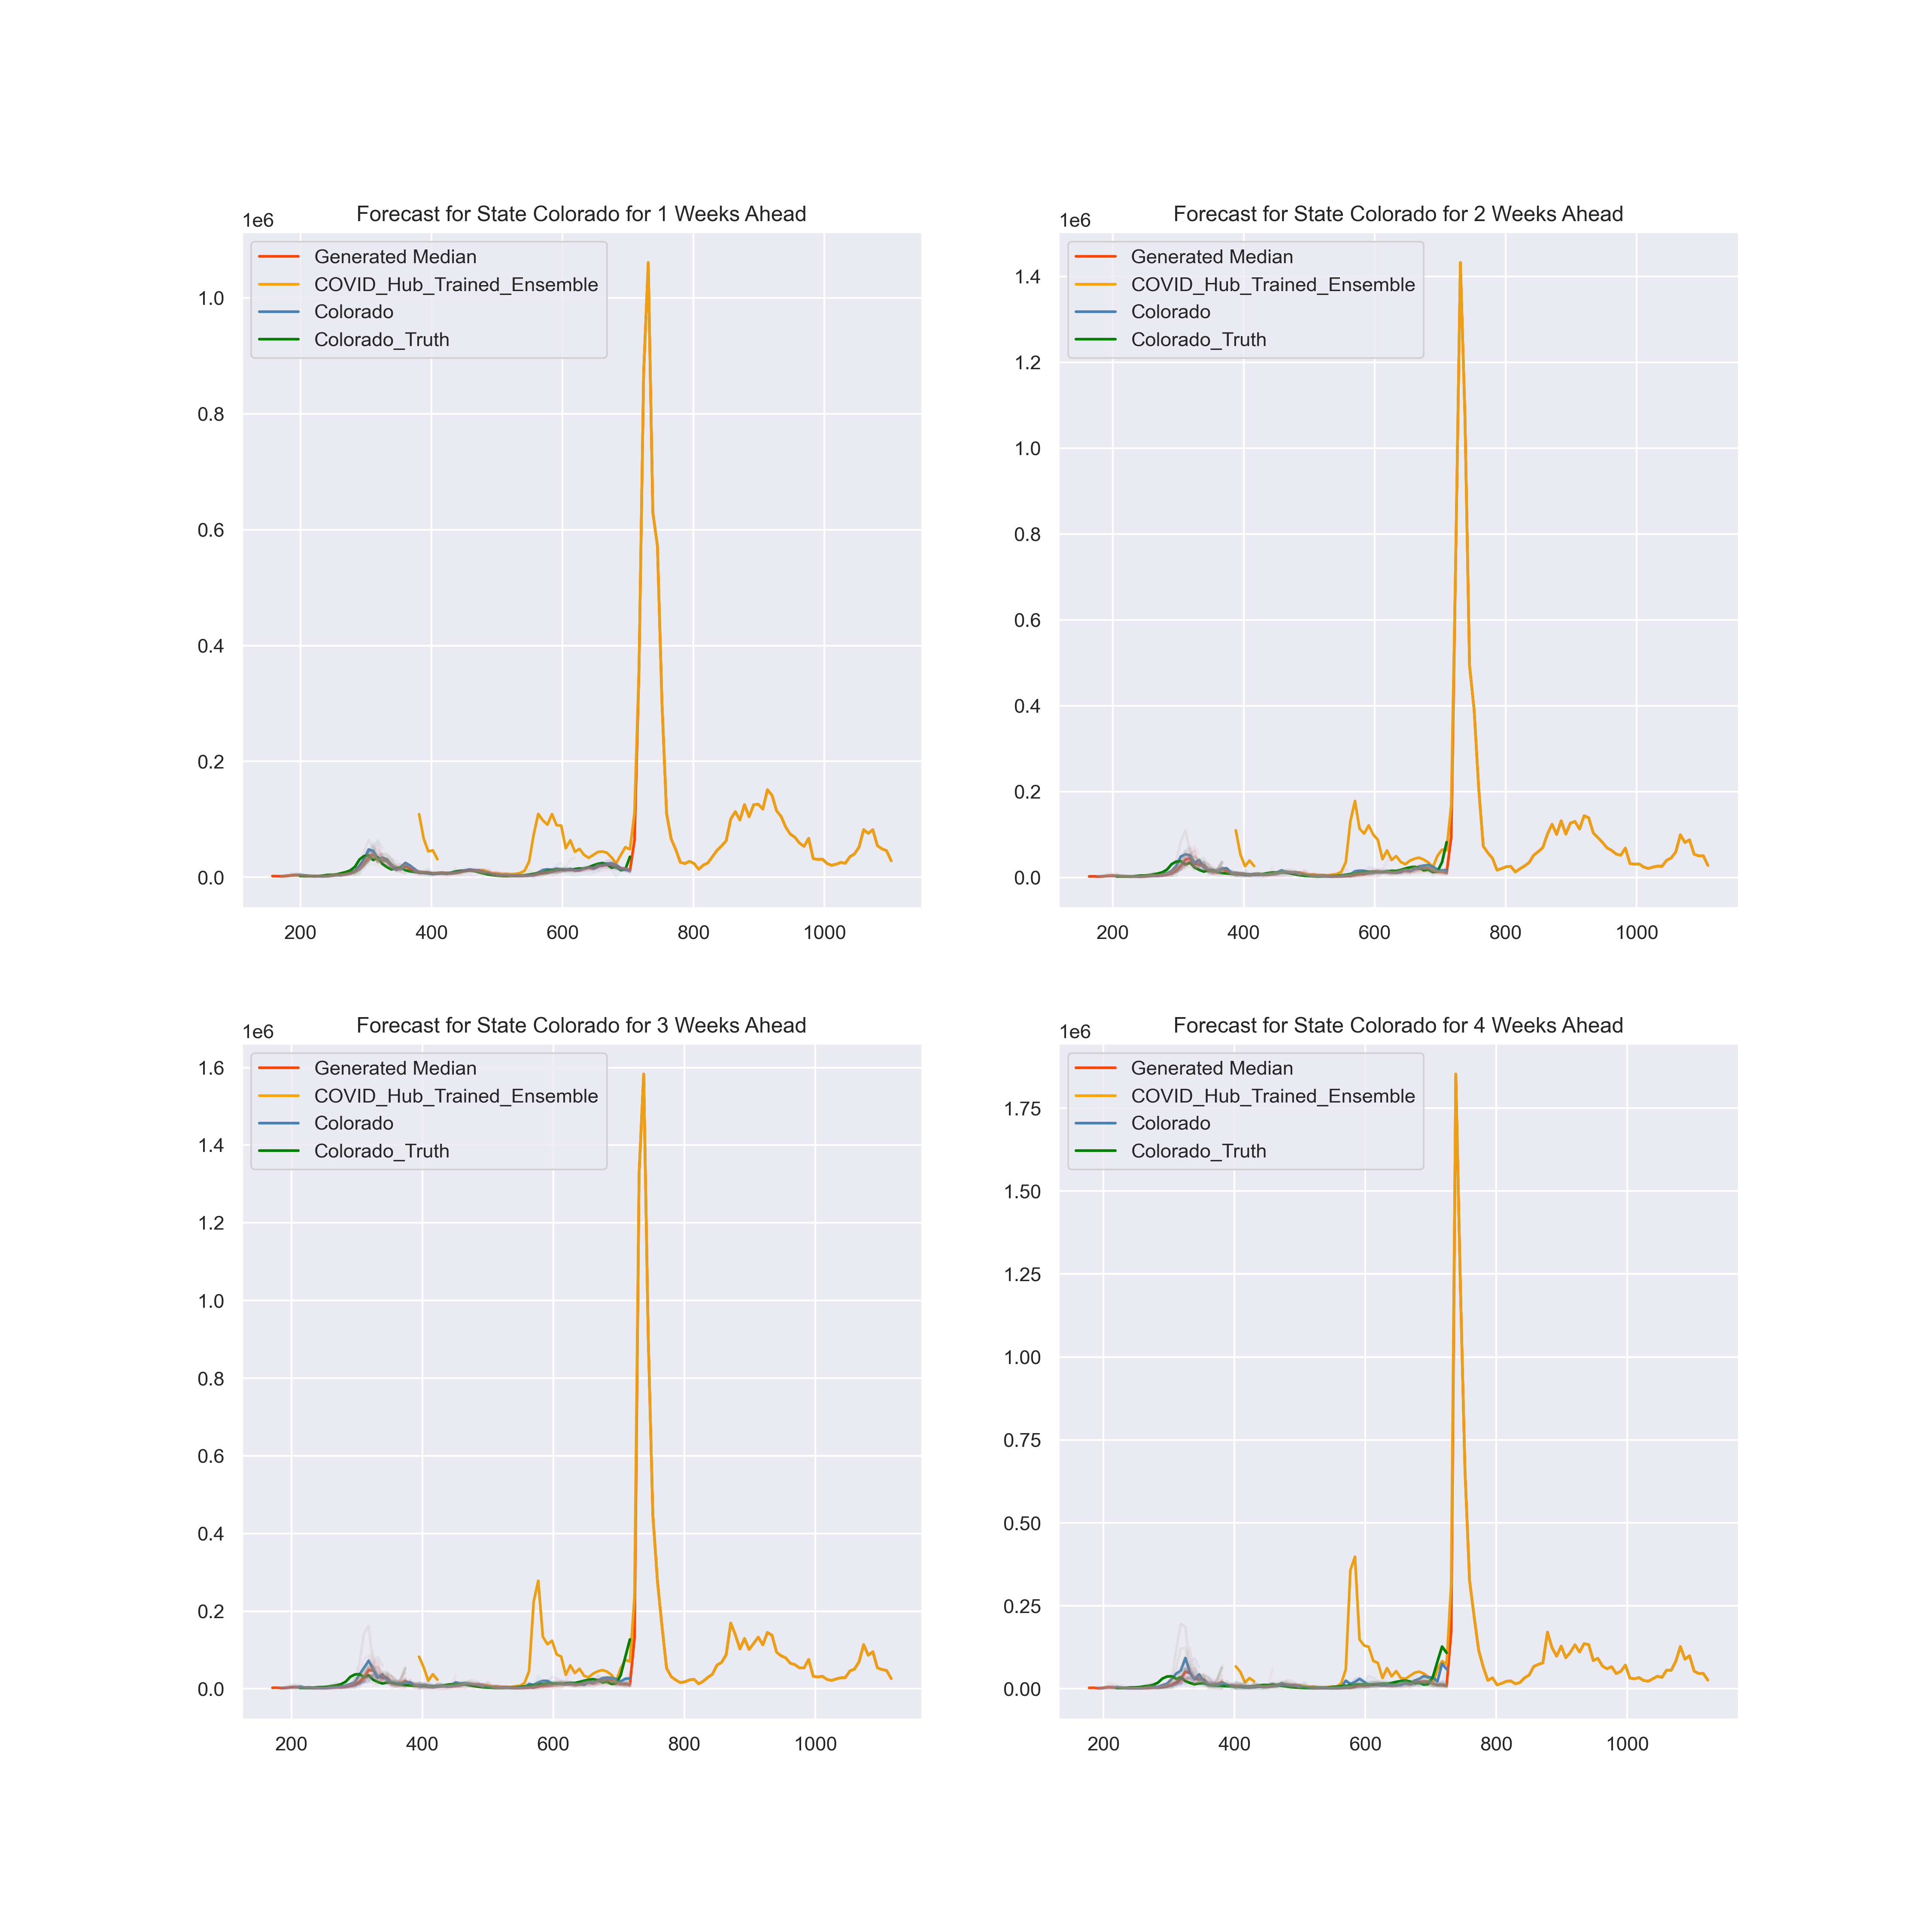 Forecast for State Colorado for 1 Weeks Ahead
1e6
Generated Median
COVID_Hub_Trained_Ensemble
Colorado
Colorado_Truth
1.0
0.8
0.6
0.4
0.2
0.0
200 400 600 800 1000
Forecast for State Colorado for 2 Weeks Ahead
1e6
Generated Median
COVID_Hub_Trained_Ensemble
Colorado
Colorado_Truth
1.4
1.2
1.0
0.8
0.6
0.4
0.2
0.0
200 400 600 800 1000
Forecast for State Colorado for 3 Weeks Ahead
1e6
Generated Median
COVID_Hub_Trained_Ensemble
Colorado
Colorado_Truth
1.6
1.4
1.2
1.0
0.8
0.6
0.4
0.2
0.0
200 400 600 800 1000
Forecast for State Colorado for 4 Weeks Ahead
1e6
Generated Median
COVID_Hub_Trained_Ensemble
Colorado
Colorado_Truth
1.75
1.50
1.25
1.00
0.75
0.50
0.25
0.00
200 400 600 800 1000